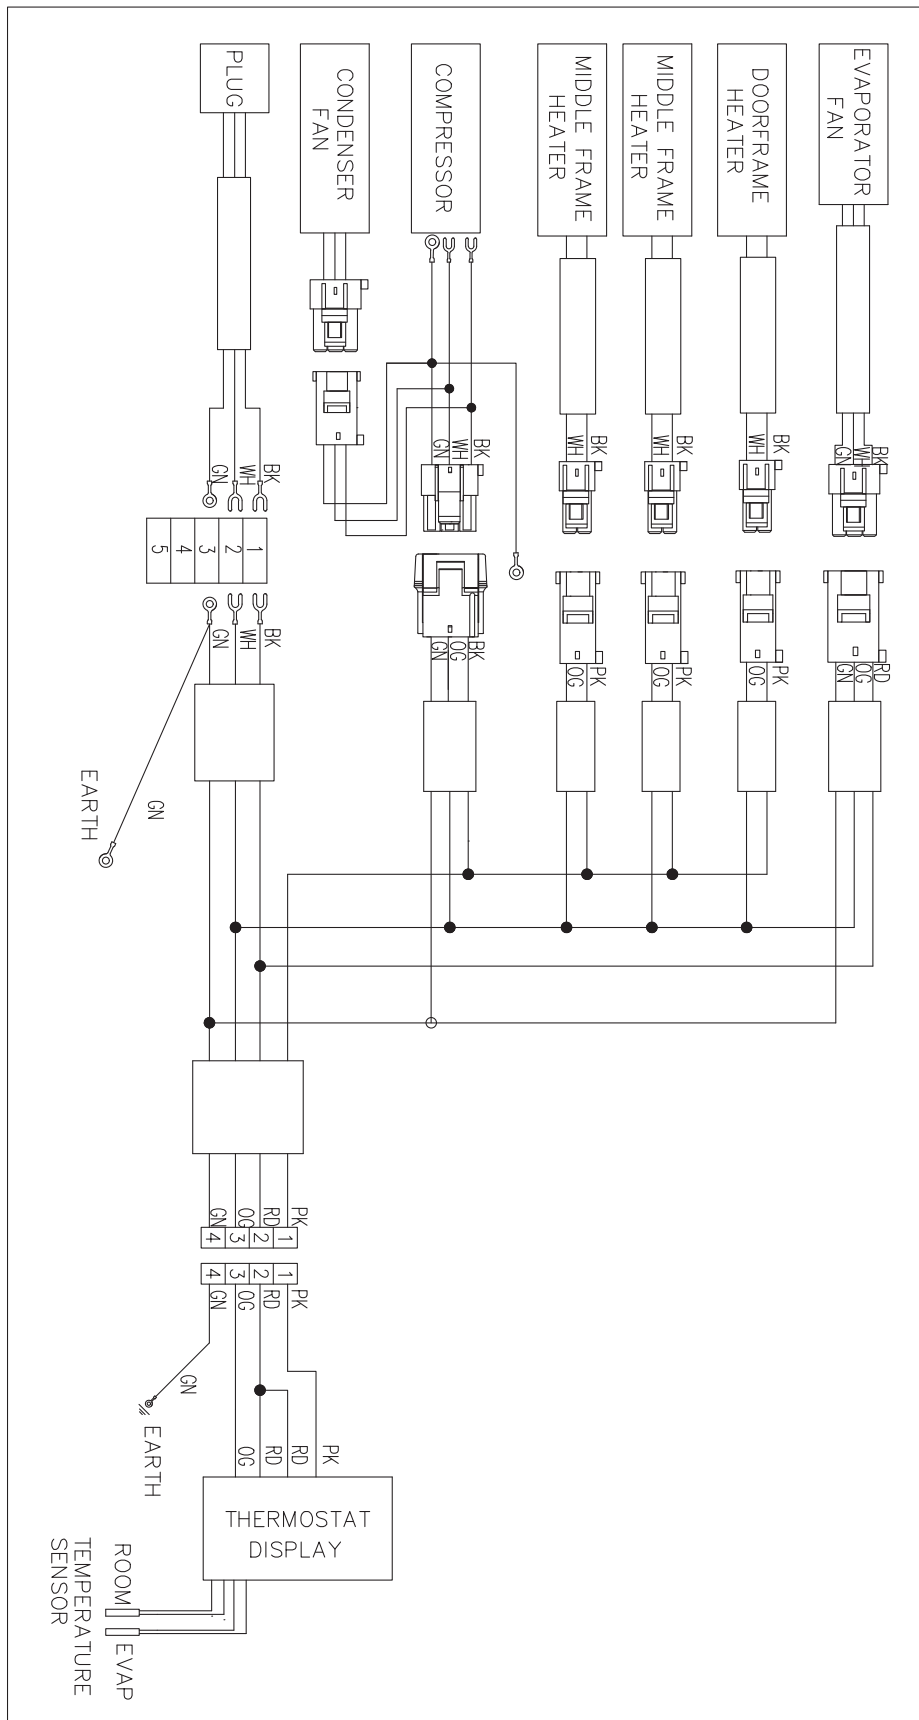 PLUG
CONDENSER
FAN
COMPRESSOR
MIDDLE FRAME
HEATER
MIDDLE FRAME
HEATER
DOORFRAME
HEATER
EVAPORATOR
FAN
GN
WH
BK
GN
WH
BK
WH
BK
WH
BK
WH
BK
GN
WH
BK
5
4
3
2
1
GN
WH
BK
GN
OG
BK
OG
PK
OG
PK
OG
PK
GN
OG
RD
EARTH
GN
GN
OG
RD
PK
4
3
2
1
4
3
2
1
GN
OG
RD
PK
GN
EARTH
OG
RD
RD
PK
THERMOSTAT
DISPLAY
ROOM
EVAP
TEMPERATURE
SENSOR